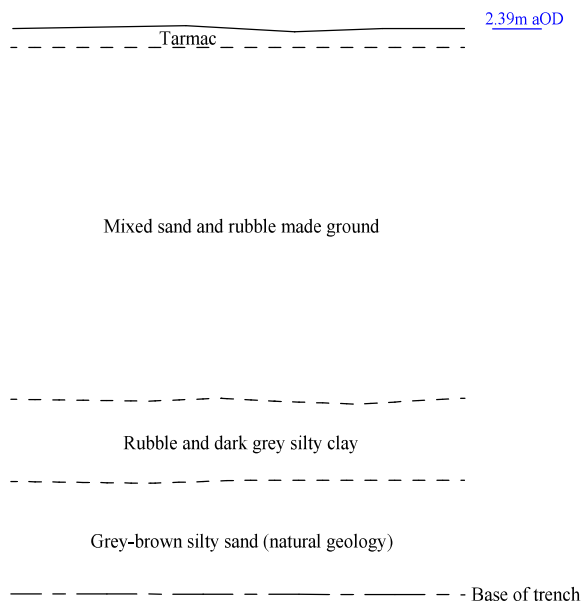 2.39m aOD
Tarmac
Mixed sand and rubble made ground
Rubble and dark grey silty clay
Grey-brown silty sand (natural geology)
Base of trench